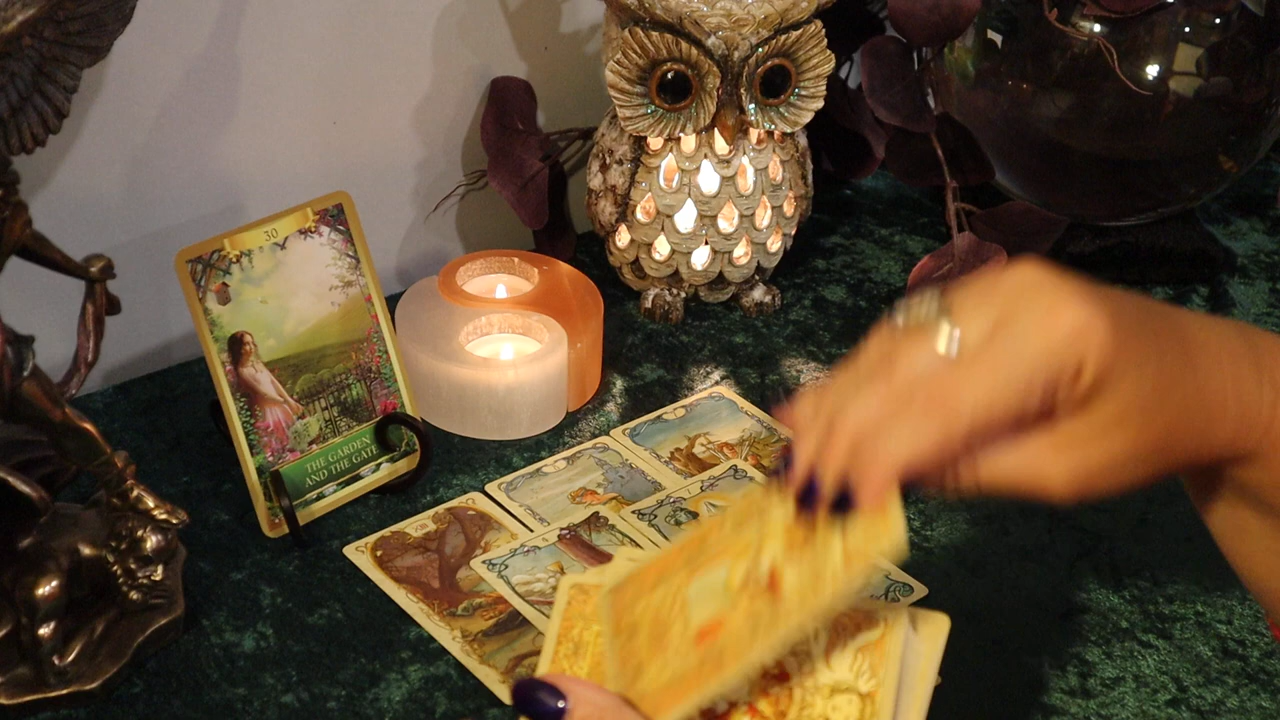 30
THE GARDEN
AND THE GATE
XIII